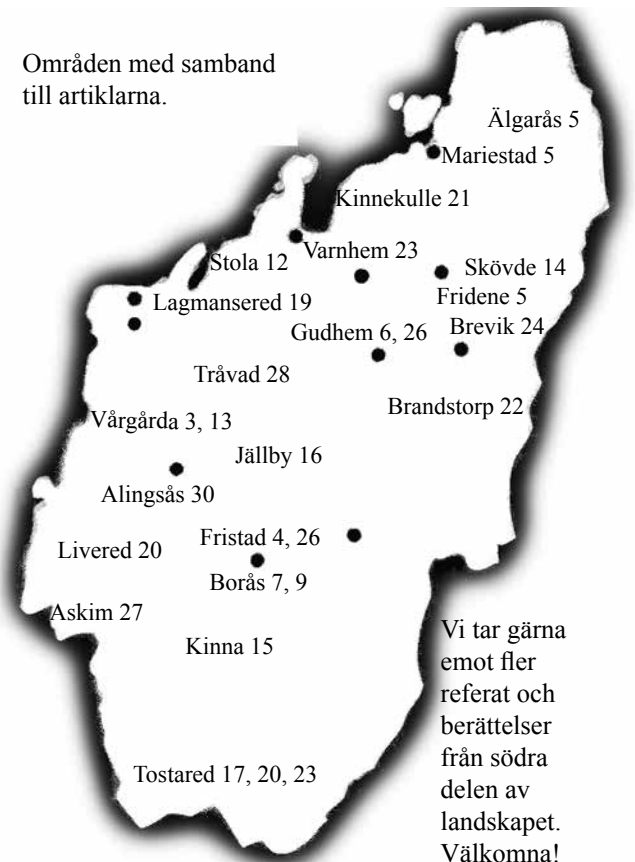 Områden med samband
till artiklarna.
Älgarås 5
Mariestad 5
Kinnekulle 21
Varnhem 23
Stola 12
Skövde 14
Lagmansered 19
Fridene 5
Gudhem 6, 26
Brevik 24
Tråvad 28
Brandstorp 22
Vårgårda 3, 13
Jällby 16
Alingsås 30
Fristad 4, 26
Livered 20
Borås 7, 9
Askim 27
Kinna 15
Tostared 17, 20, 23
Vi tar gärna
emot fler
referat och
berättelser
från södra
delen av
landskapet.
Välkomna!